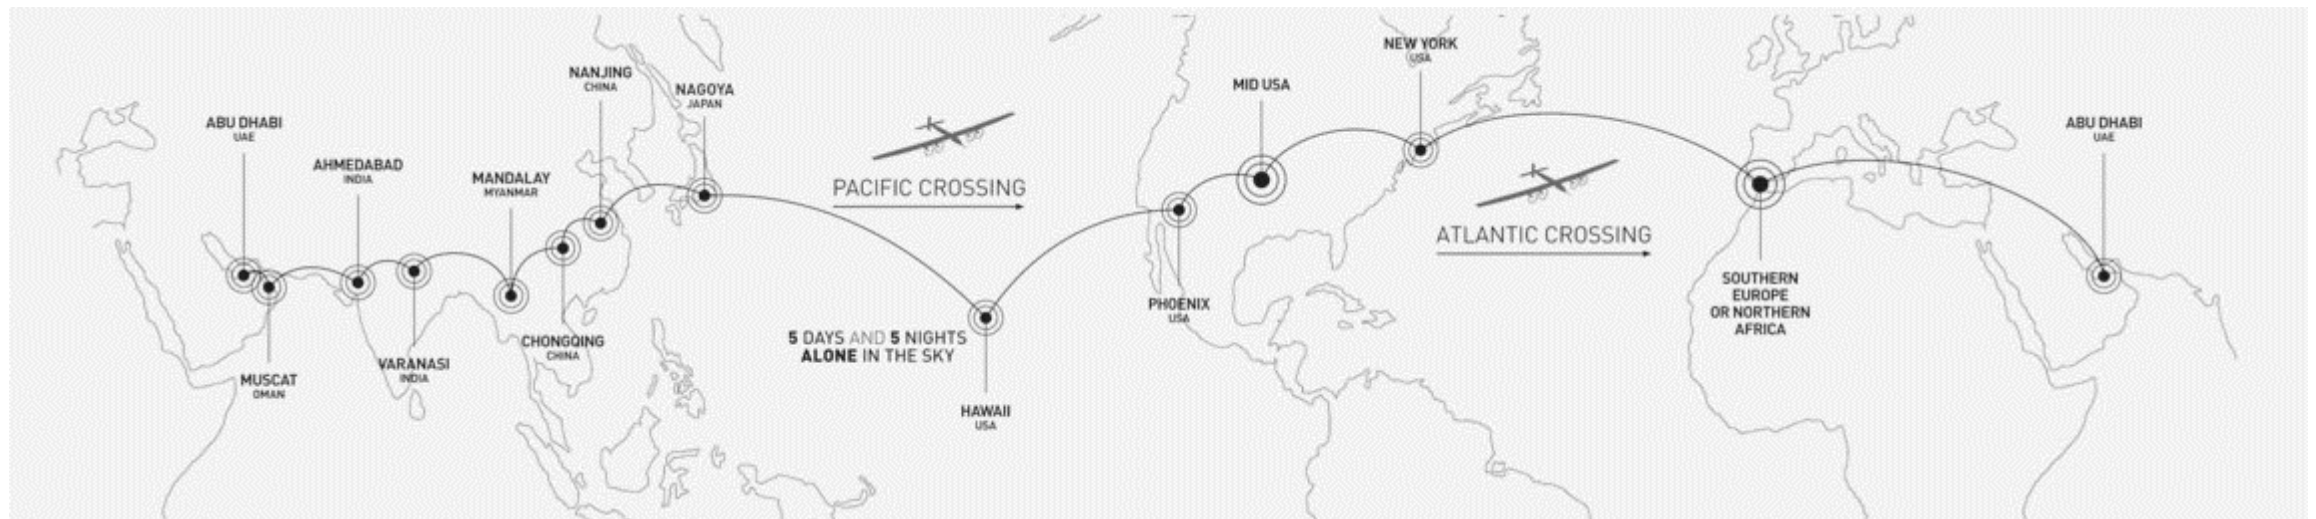 ABU DHABI
UAE
MUSCAT
OMAN
AHMEDABAD
INDIA
VARANASI
INDIA
MANDALAY
MYANMAR
CHONGQING
CHINA
NANJING
CHINA
NAGOYA
JAPAN
PACIFIC CROSSING
5 DAYS AND 5 NIGHTS
ALONE IN THE SKY
HAWAII
USA
PHOENIX
USA
MID USA
NEW YORK
USA
ATLANTIC CROSSING
SOUTHERN
EUROPE
OR NORTHERN
AFRICA
ABU DHABI
UAE